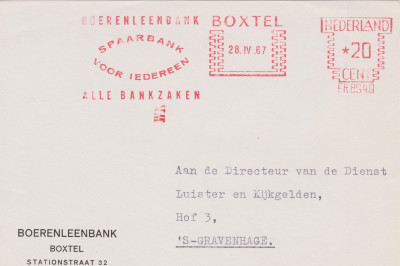 BOERENLEENBANK
SPAARBANK
VOOR IEDEREEN
ALLE BANKZAKEN
BOXTEL
28.IV.67
NEDERLAND
*20
CENT
FR.8540
Aan de Directeur van de Dienst
Luister en Kijkgelden,
Hof 3,
'S-GRAVENHAGE.
BOERENLEENBANK
BOXTEL
STATIONSTRAAT 32